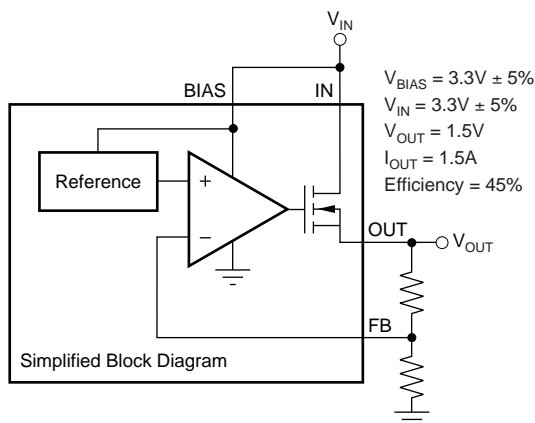 V_IN
BIAS
IN
V_BIAS = 3.3V ± 5%
V_IN = 3.3V ± 5%
V_OUT = 1.5V
I_OUT = 1.5A
Efficiency = 45%
Reference
+
−
OUT
V_OUT
FB
Simplified Block Diagram